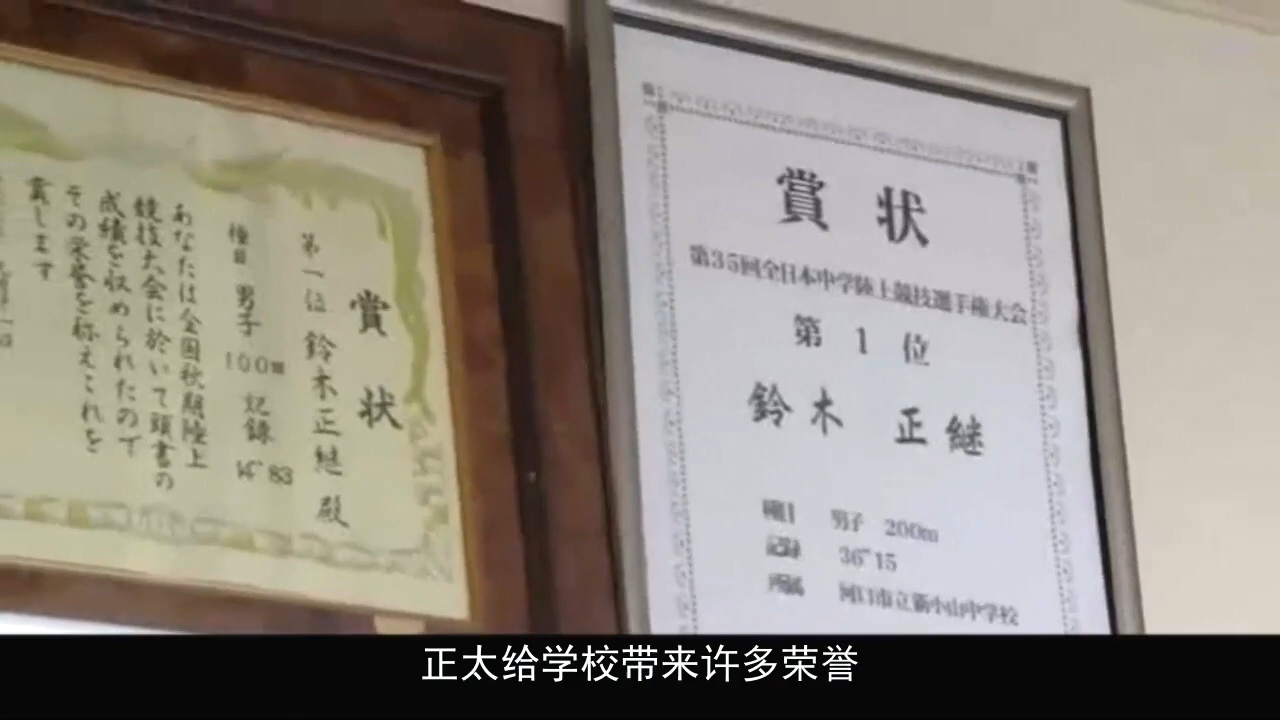 賞状
第一位 鈴木正継 殿
種目 男子 100m 記録 14"83
あなたは全国秋期陸上
競技大会に於いて頭書の
成績を収められたので
その栄誉を称えこれを
賞します
賞 状
第35回全日本中学陸上競技選手権大会
第 1 位
鈴木 正継
種目 男子 200m
記録 36"15
所属 河口市立新小山中学校
正太给学校带来许多荣誉